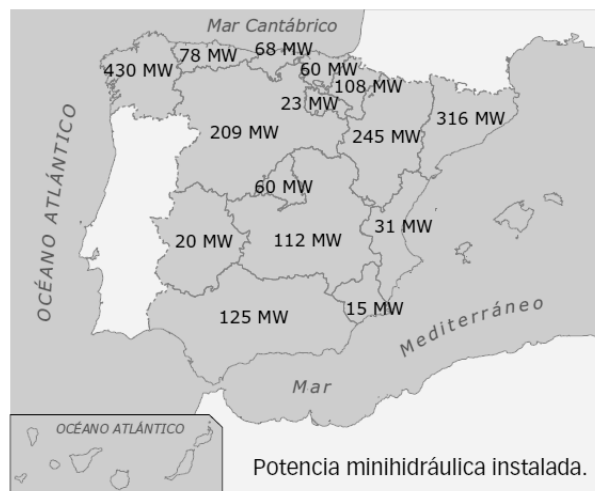 Mar Cantábrico
68 MW
78 MW
60 MW
430 MW
108 MW
23 MW
316 MW
209 MW
245 MW
OCÉANO ATLÁNTICO
60 MW
31 MW
20 MW
112 MW
15 MW
125 MW
Mediterráneo
Mar
OCÉANO ATLÁNTICO
Potencia minihidráulica instalada.